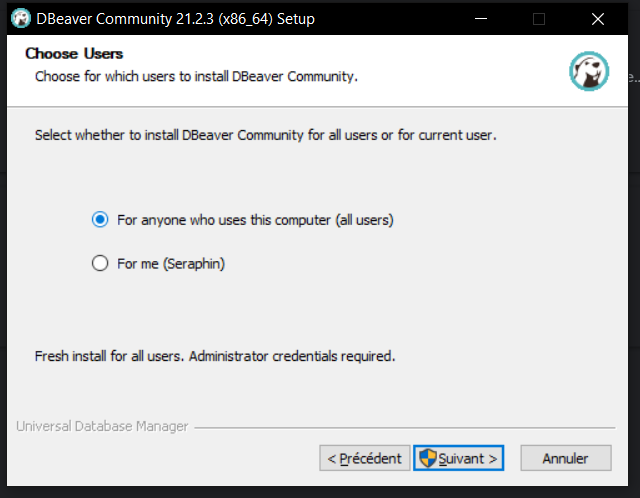 DBeaver Community 21.2.3 (x86_64) Setup
Choose Users
Choose for which users to install DBeaver Community.
e..
Select whether to install DBeaver Community for all users or for current user.
For anyone who uses this computer (all users)
For me (Seraphin)
Fresh install for all users. Administrator credentials required.
Universal Database Manager
< Précédent
Suivant >
Annuler